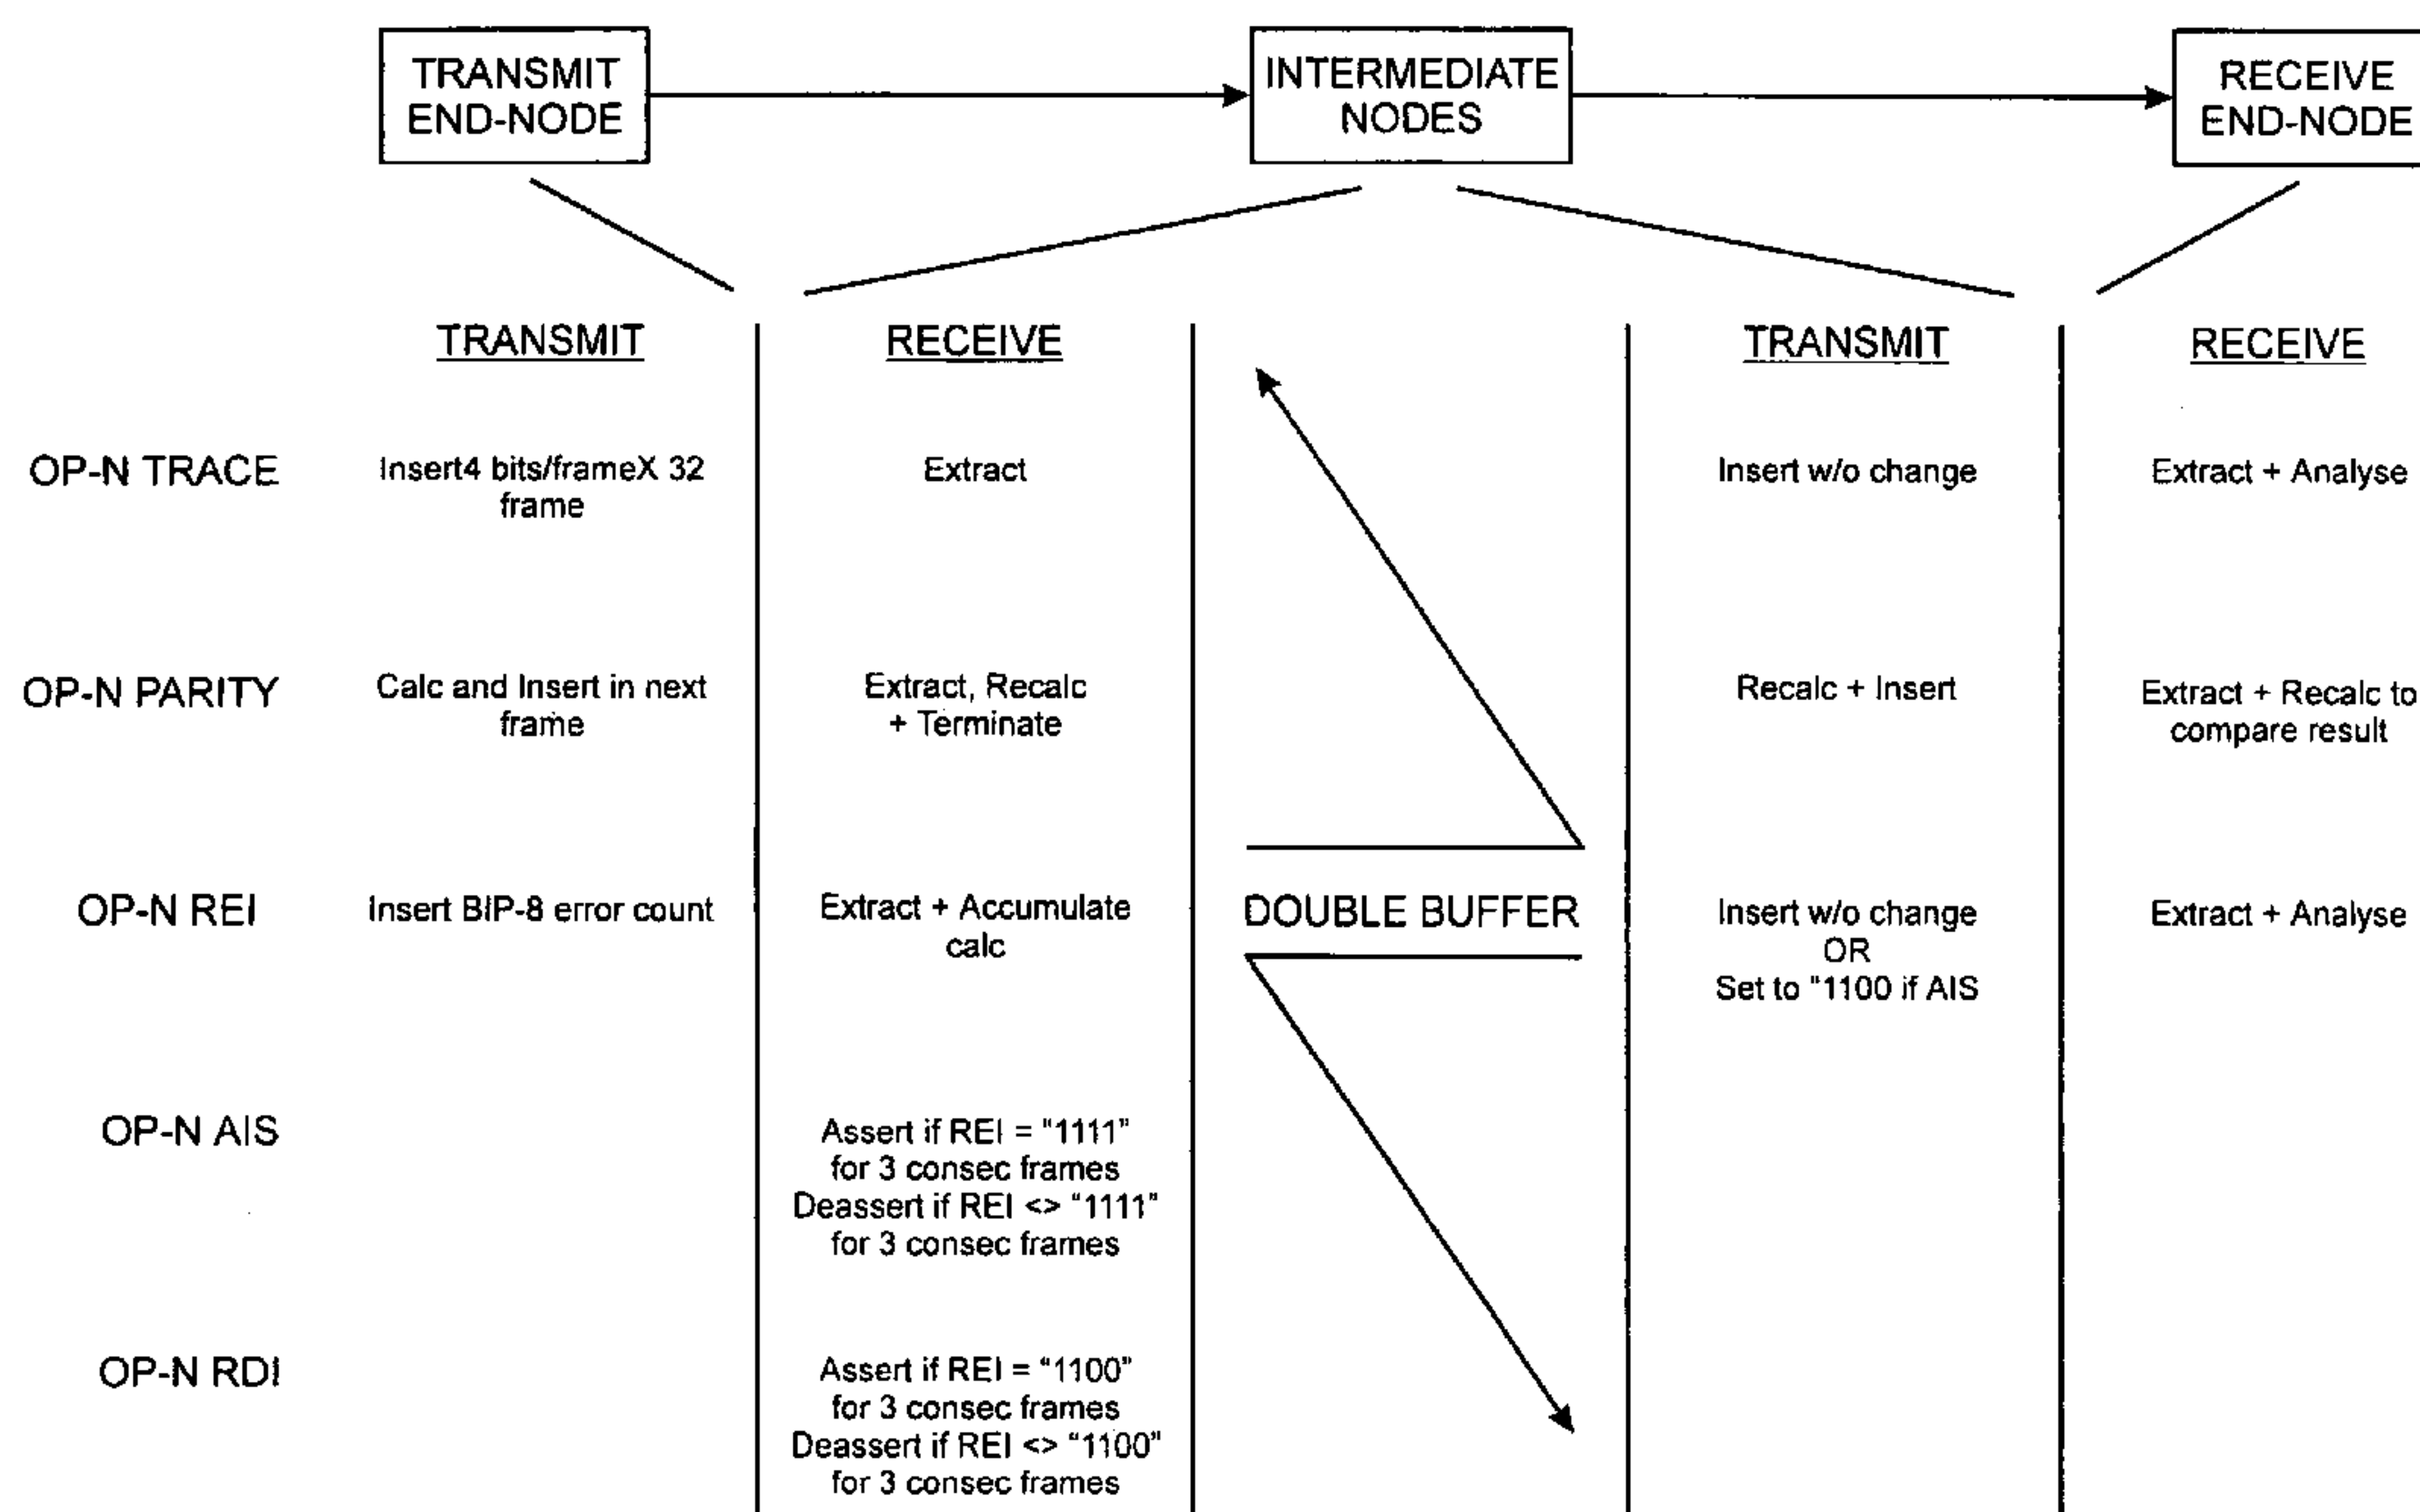 TRANSMIT
END-NODE
INTERMEDIATE
NODES
RECEIVE
END-NODE
TRANSMIT
RECEIVE
TRANSMIT
RECEIVE
OP-N TRACE
Insert4 bits/frameX 32
frame
Extract
Insert w/o change
Extract + Analyse
OP-N PARITY
Calc and Insert in next
frame
Extract, Recalc
+ Terminate
Recalc + Insert
Extract + Recalc to
compare result
OP-N REI
Insert BIP-8 error count
Extract + Accumulate
calc
DOUBLE BUFFER
Insert w/o change
OR
Set to "1100 if AIS
Extract + Analyse
OP-N AIS
Assert if REI = "1111"
for 3 consec frames
Deassert if REI <> "1111"
for 3 consec frames
OP-N RDI
Assert if REI = "1100"
for 3 consec frames
Deassert if REI <> "1100"
for 3 consec frames